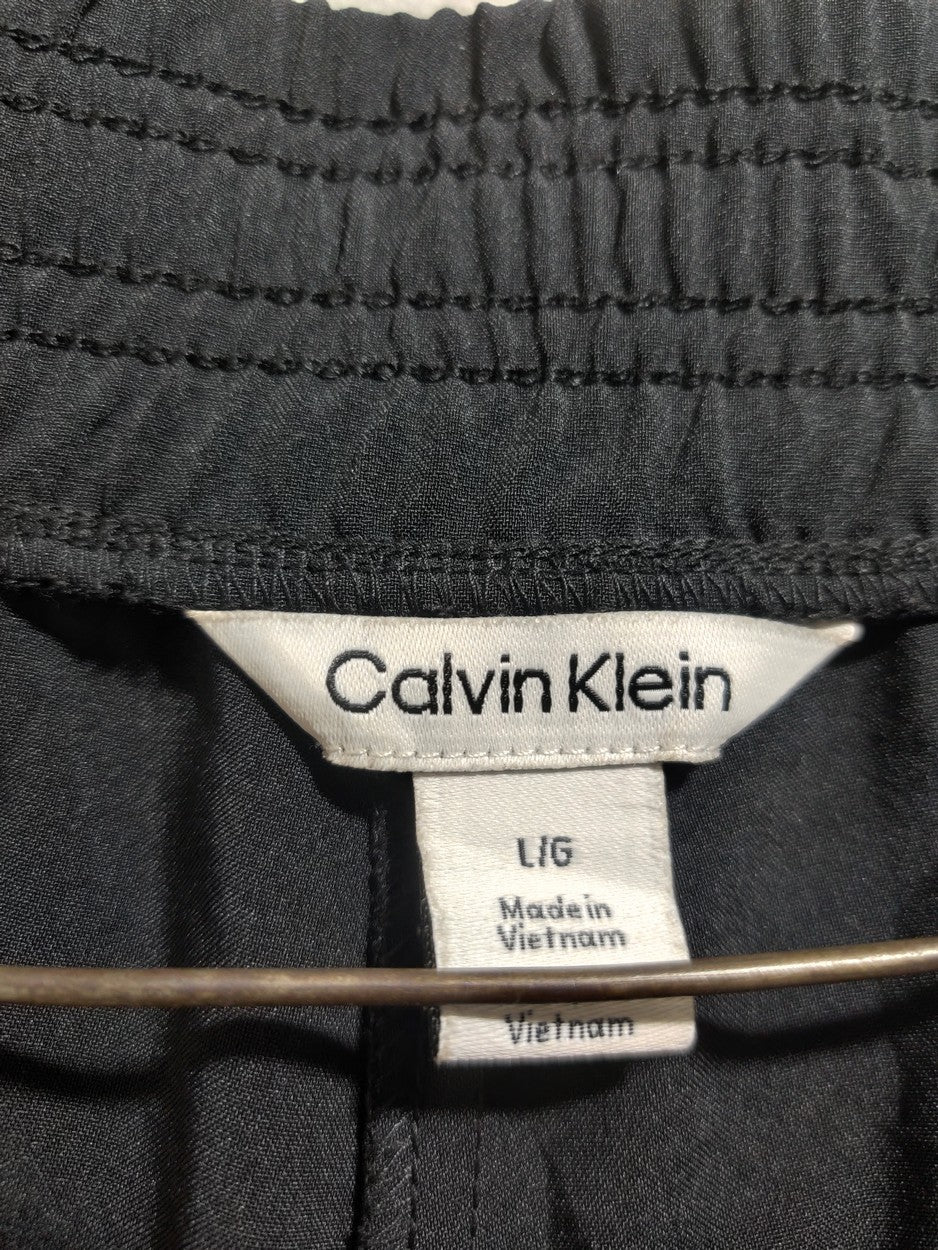 Calvin Klein
L/G
Made in
Vietnam
Vietnam